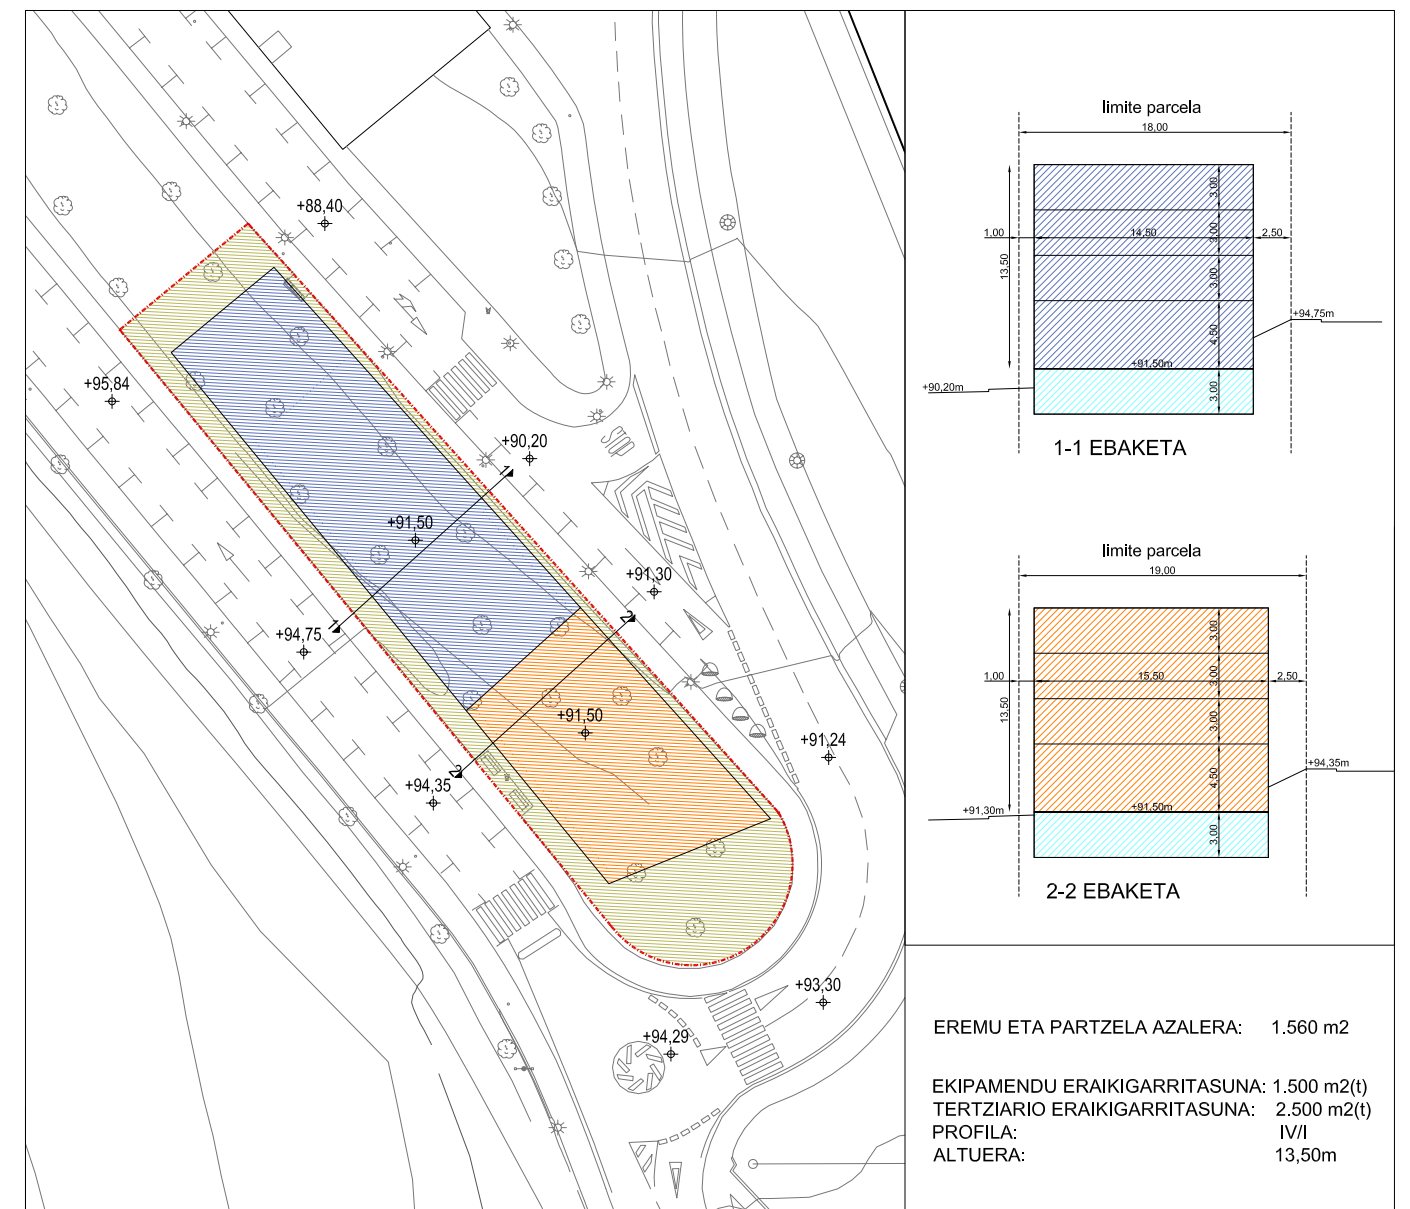 +88,40
+95,84
+90,20
1
+91,50
STOP
+91,30
2
1
+94,75
+91,50
+91,24
2
+94,35
+93,30
+94,29
limite parcela
18,00
3,00
1,00
14,50
3,00
2,50
13,50
3,00
+94,75m
4,50
+91,50m
+90,20m
3,00
1-1 EBAKETA
limite parcela
19,00
3,00
1,00
15,50
3,00
2,50
13,50
3,00
+94,35m
4,50
+91,50m
+91,30m
3,00
2-2 EBAKETA
EREMU ETA PARTZELA AZALERA: 1.560 m2
EKIPAMENDU ERAIKIGARRITASUNA: 1.500 m2(t)
TERTZIARIO ERAIKIGARRITASUNA: 2.500 m2(t)
PROFILA: IV/I
ALTUERA: 13,50m